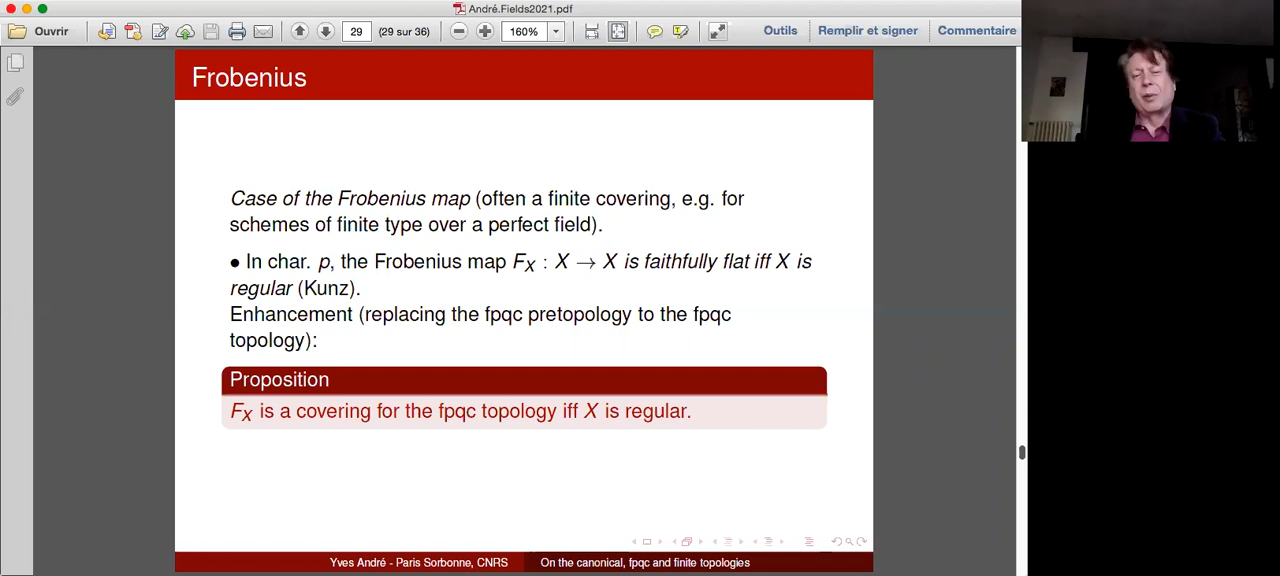 André.Fields2021.pdf
Ouvrir
29
(29 sur 36)
160%
Outils
Remplir et signer
Commentaire
Frobenius
Case of the Frobenius map (often a finite covering, e.g. for
schemes of finite type over a perfect field).
• In char. p, the Frobenius map F_X : X → X is faithfully flat iff X is
regular (Kunz).
Enhancement (replacing the fpqc pretopology to the fpqc
topology):
Proposition
F_X is a covering for the fpqc topology iff X is regular.
Yves André - Paris Sorbonne, CNRS
On the canonical, fpqc and finite topologies